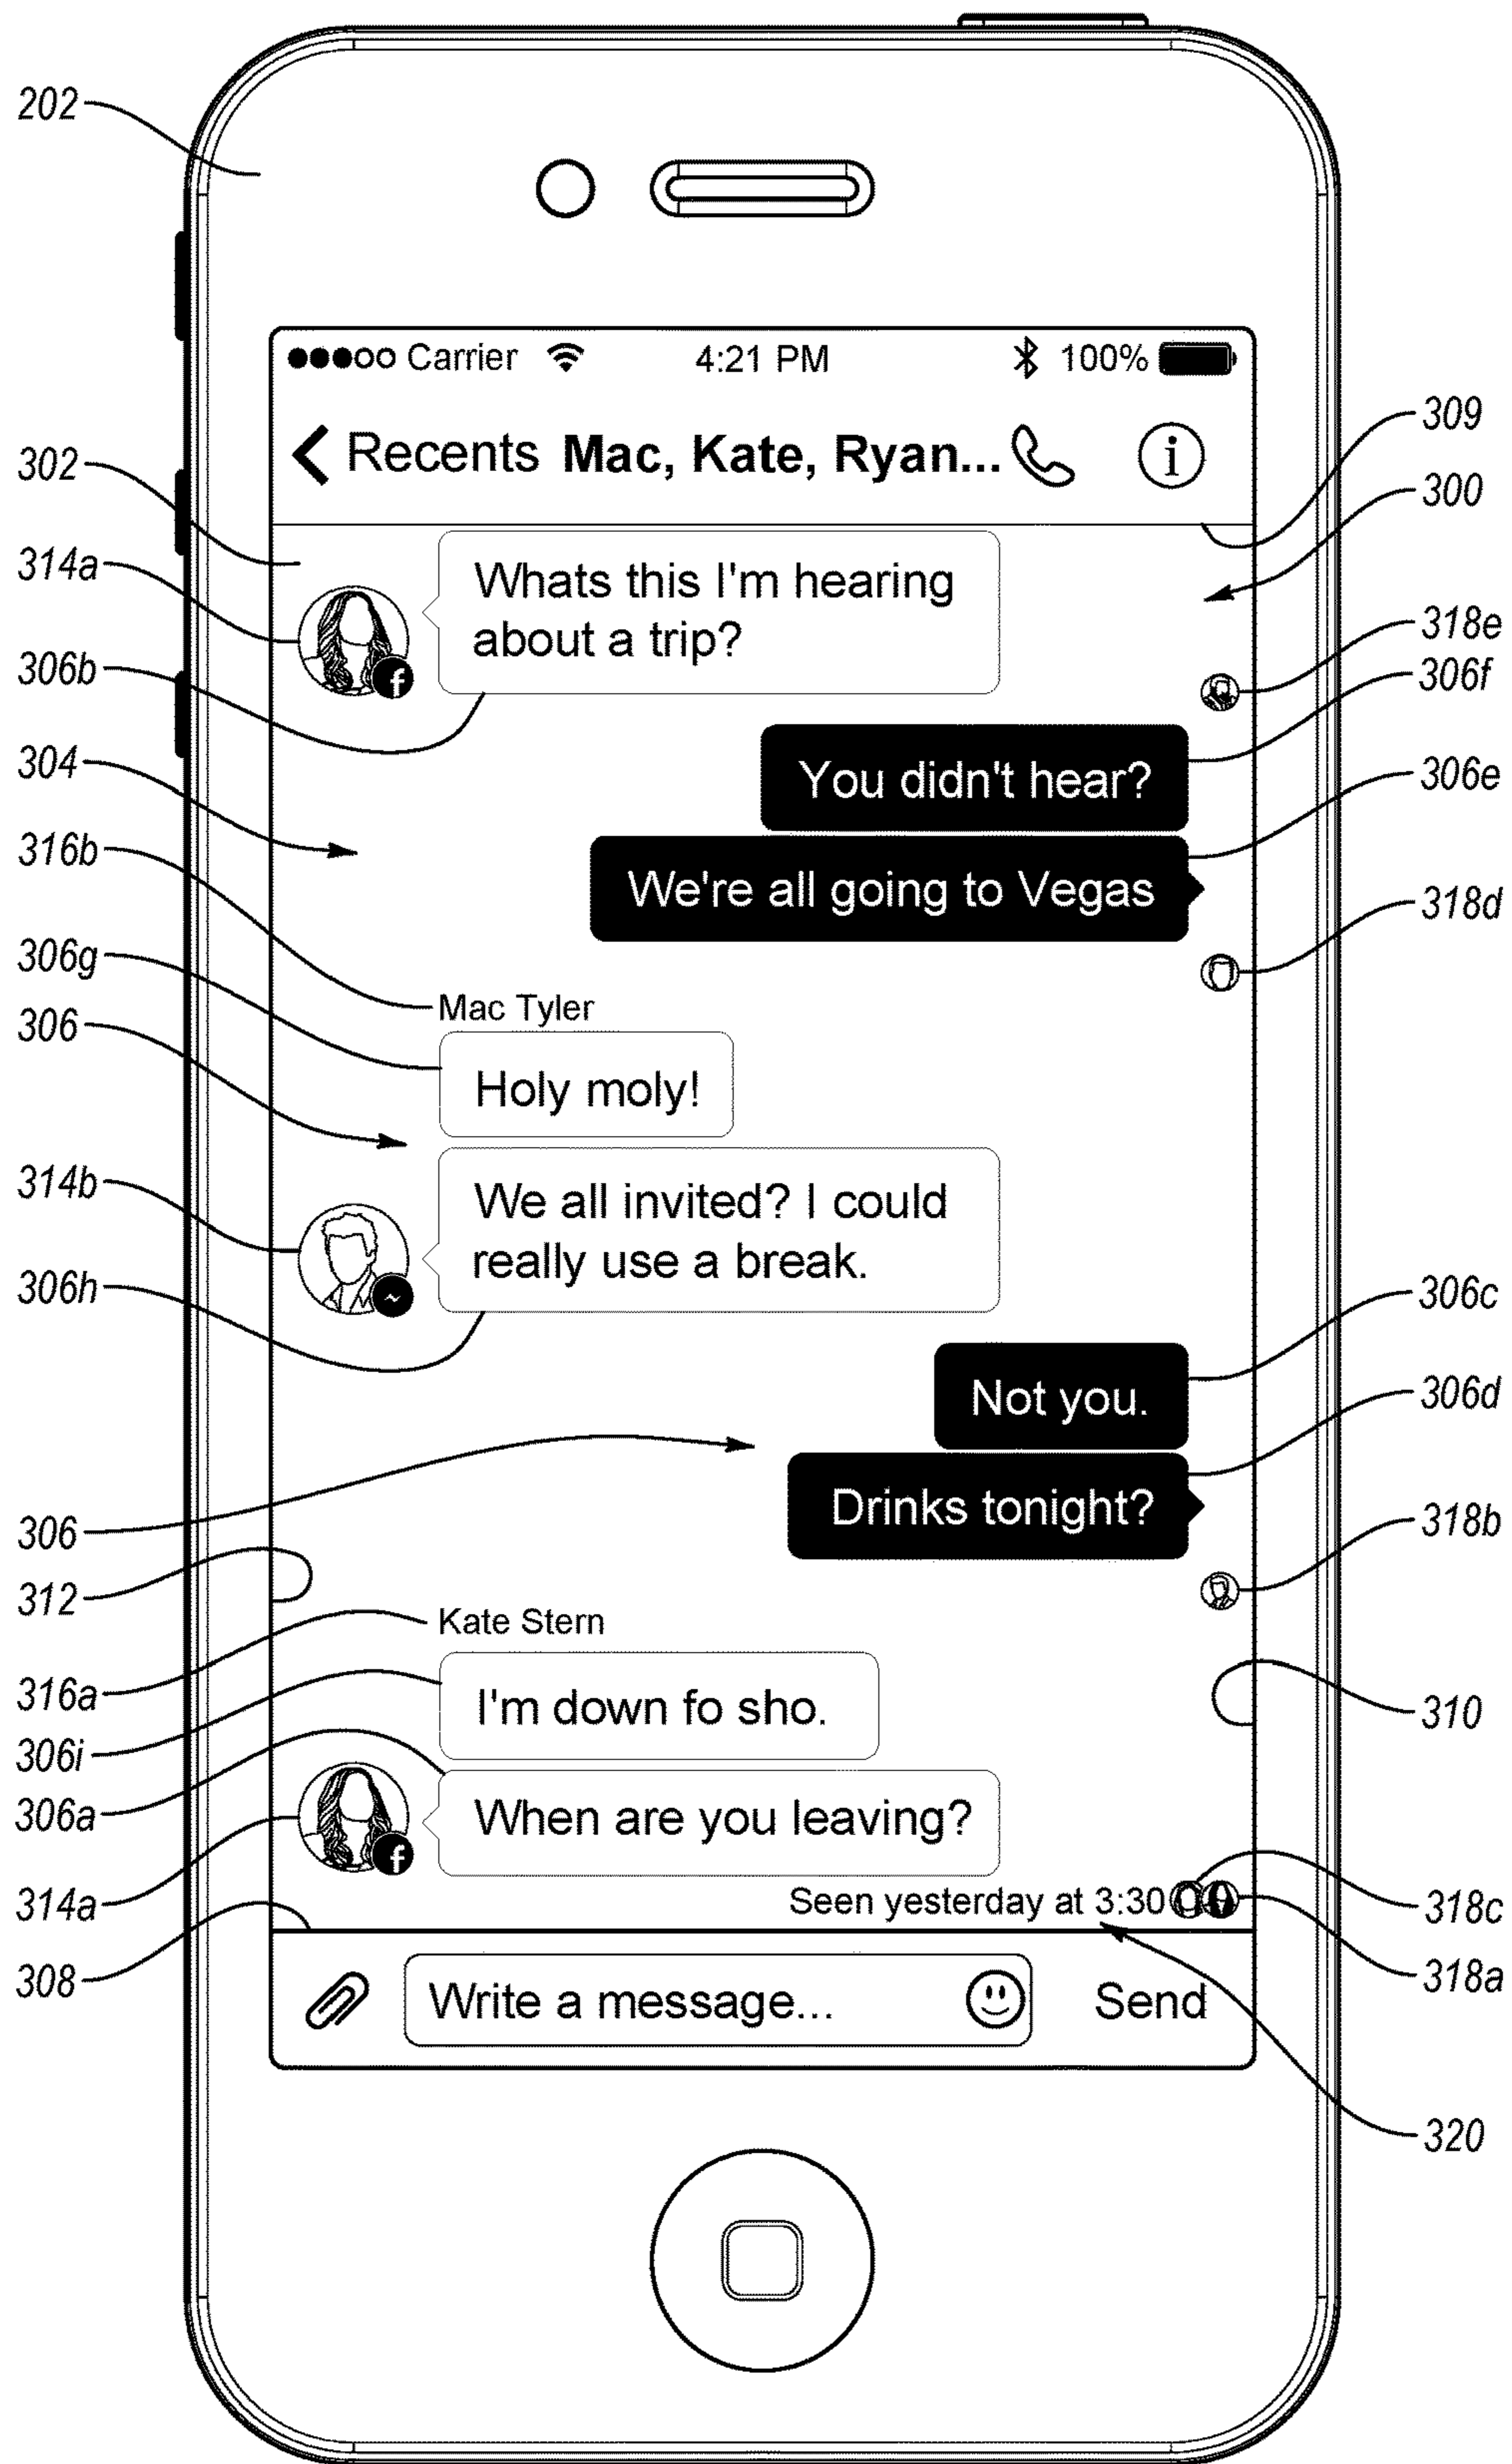 202
Carrier 4:21 PM 100%
Recents Mac, Kate, Ryan... i
309
302
300
314a
Whats this I'm hearing
about a trip?
f
318e
306b
306f
304
You didn't hear?
306e
316b
We're all going to Vegas
318d
306g
Mac Tyler
306
Holy moly!
314b
We all invited? I could
really use a break.
306h
306c
Not you.
306d
Drinks tonight?
306
318b
312
Kate Stern
316a
I'm down fo sho.
310
306i
306a
When are you leaving?
f
314a
Seen yesterday at 3:30
318c
308
318a
Write a message... Send
320